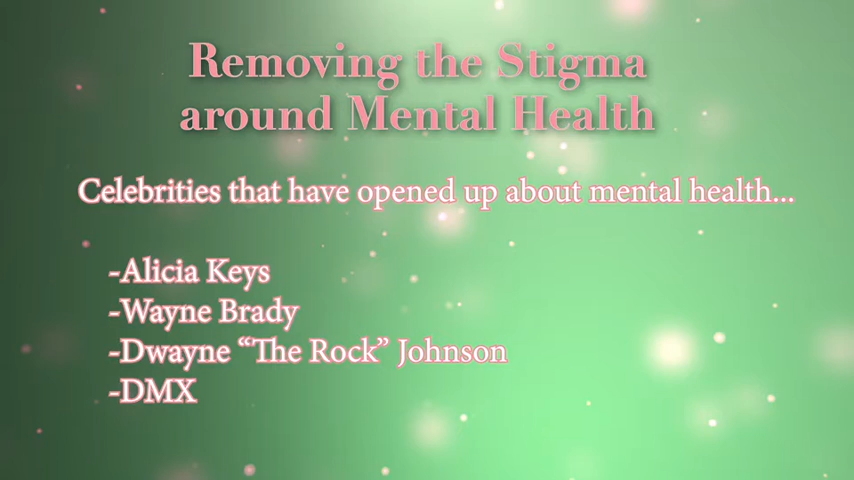 Removing the Stigma
around Mental Health
Celebrities that have opened up about mental health...
-Alicia Keys
-Wayne Brady
-Dwayne “The Rock” Johnson
-DMX